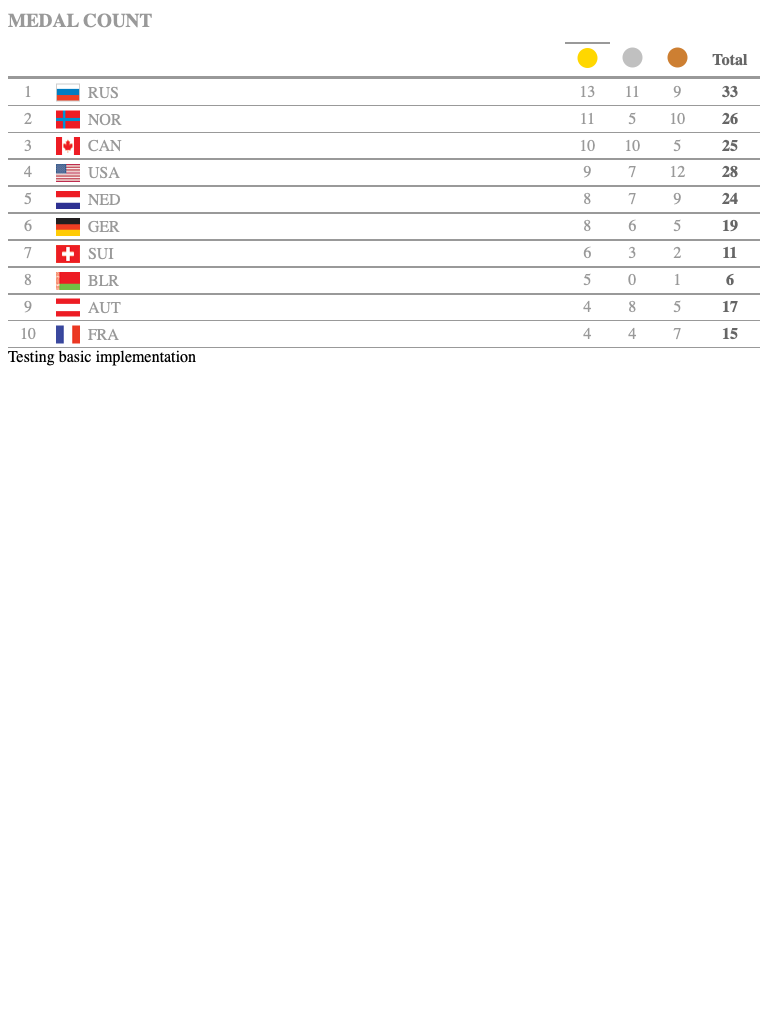 MEDAL COUNT
Total
1 RUS 13 11 9 33
2 NOR 11 5 10 26
3 CAN 10 10 5 25
4 USA 9 7 12 28
5 NED 8 7 9 24
6 GER 8 6 5 19
7 SUI 6 3 2 11
8 BLR 5 0 1 6
9 AUT 4 8 5 17
10 FRA 4 4 7 15
Testing basic implementation